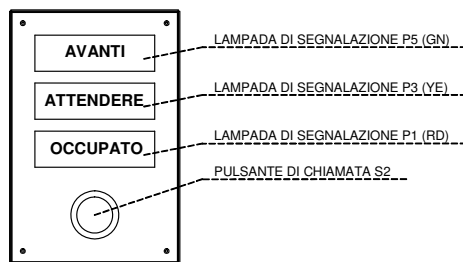 AVANTI
LAMPADA DI SEGNALAZIONE P5 (GN)
ATTENDERE
LAMPADA DI SEGNALAZIONE P3 (YE)
OCCUPATO
LAMPADA DI SEGNALAZIONE P1 (RD)
PULSANTE DI CHIAMATA S2